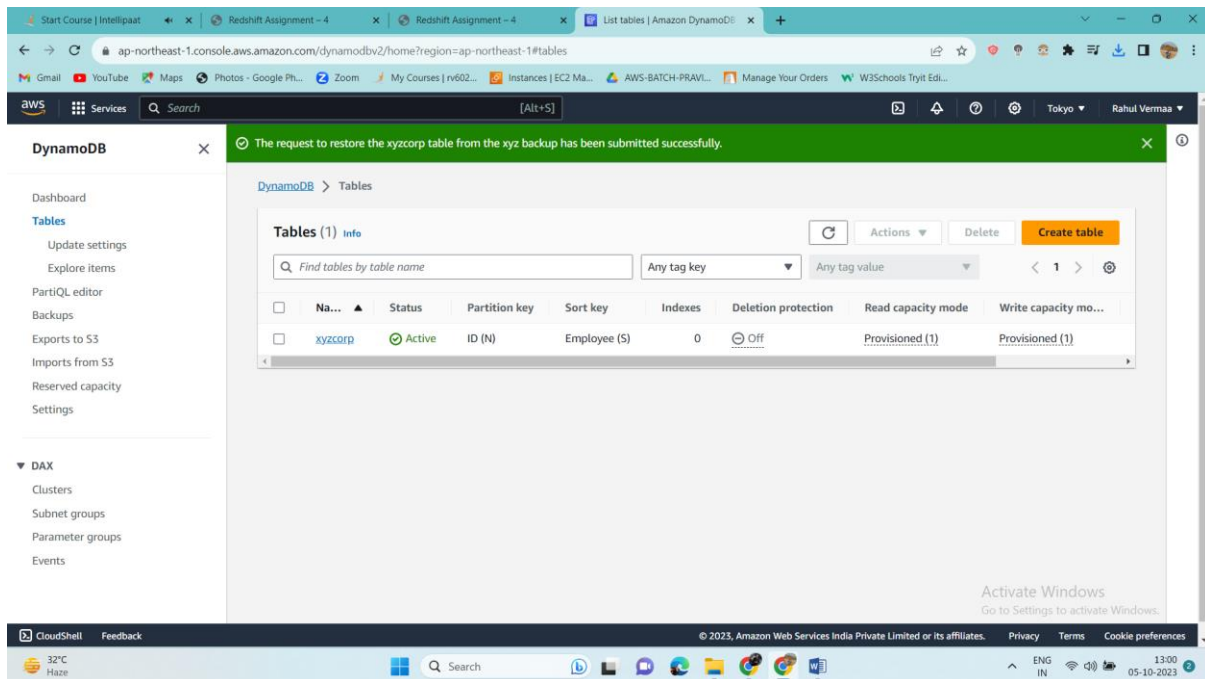 Start Course | Intellipaat
Redshift Assignment – 4
Redshift Assignment – 4
List tables | Amazon DynamoDB
ap-northeast-1.console.aws.amazon.com/dynamodbv2/home?region=ap-northeast-1#tables
Gmail YouTube Maps Photos - Google Ph... Zoom My Courses | rv602... Instances | EC2 Ma... AWS-BATCH-PRAVI... Manage Your Orders W3Schools Tryit Edi...
aws Services Search [Alt+S] Tokyo ▼ Rahul Vermaa ▼
DynamoDB
The request to restore the xyzcorp table from the xyz backup has been submitted successfully.
DynamoDB > Tables
Dashboard
Tables
Update settings
Explore items
PartiQL editor
Backups
Exports to S3
Imports from S3
Reserved capacity
Settings
DAX
Clusters
Subnet groups
Parameter groups
Events
Tables (1) Info
Actions ▼ Delete Create table
Find tables by table name Any tag key ▼ Any tag value ▼ < 1 >
Na... ▲ Status Partition key Sort key Indexes Deletion protection Read capacity mode Write capacity mo...
xyzcorp Active ID (N) Employee (S) 0 Off Provisioned (1) Provisioned (1)
Activate Windows
Go to Settings to activate Windows.
CloudShell Feedback © 2023, Amazon Web Services India Private Limited or its affiliates. Privacy Terms Cookie preferences
32°C
Haze
Search
ENG
IN
13:00
05-10-2023
2